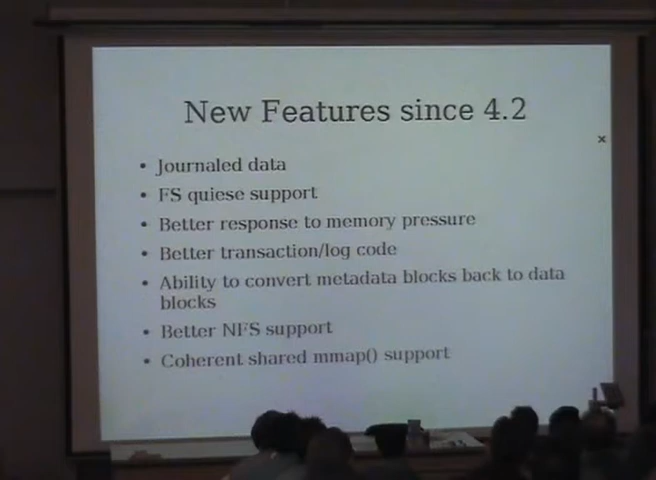 New Features since 4.2
• Journaled data
• FS quiese support
• Better response to memory pressure
• Better transaction/log code
• Ability to convert metadata blocks back to data
blocks
• Better NFS support
• Coherent shared mmap() support